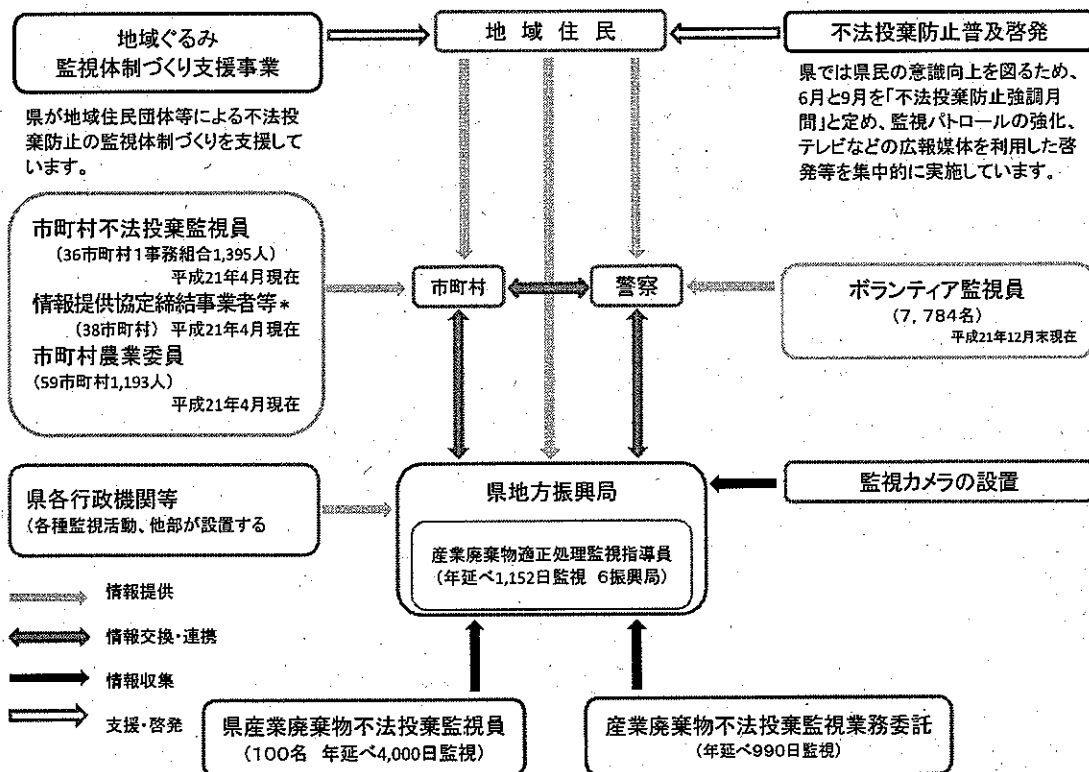 地域ぐるみ
監視体制づくり支援事業
地域住民
不法投棄防止普及啓発
県が地域住民団体等による不法投
棄防止の監視体制づくりを支援して
います。
県では県民の意識向上を図るため、
6月と9月を「不法投棄防止強調月
間」と定め、監視パトロールの強化、
テレビなどの広報媒体を利用した啓
発等を集中的に実施しています。
市町村不法投棄監視員
(36市町村1事務組合1,395人)
平成21年4月現在
情報提供協定締結事業者等*
(38市町村) 平成21年4月現在
市町村農業委員
(59市町村1,193人)
平成21年4月現在
市町村
警察
ボランティア監視員
(7,784名)
平成21年12月末現在
県各行政機関等
(各種監視活動、他部が設置する
県地方振興局
産業廃棄物適正処理監視指導員
(年延べ1,152日監視 6振興局)
監視カメラの設置
情報提供
情報交換・連携
情報収集
支援・啓発
県産業廃棄物不法投棄監視員
(100名 年延べ4,000日監視)
産業廃棄物不法投棄監視業務委託
(年延べ990日監視)